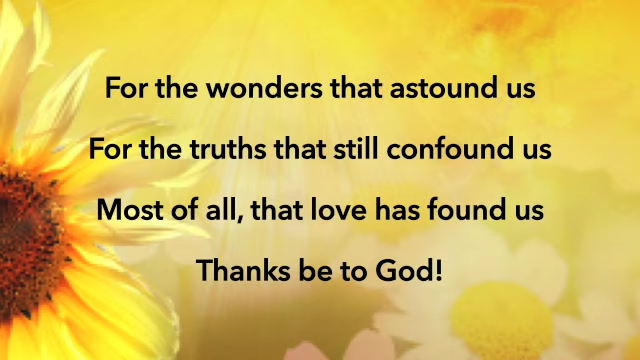 For the wonders that astound us
For the truths that still confound us
Most of all, that love has found us
Thanks be to God!